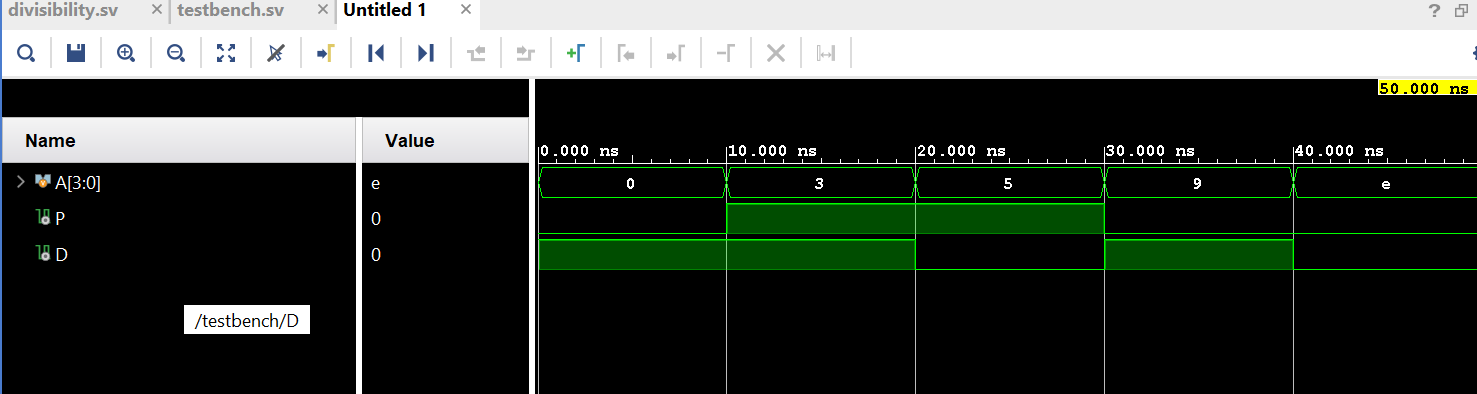 divisibility.sv × testbench.sv × Untitled 1 ×
?
50.000 ns
Name Value
0.000 ns 10.000 ns 20.000 ns 30.000 ns 40.000 ns
A[3:0] e 0 3 5 9 e
P 0
D 0
/testbench/D